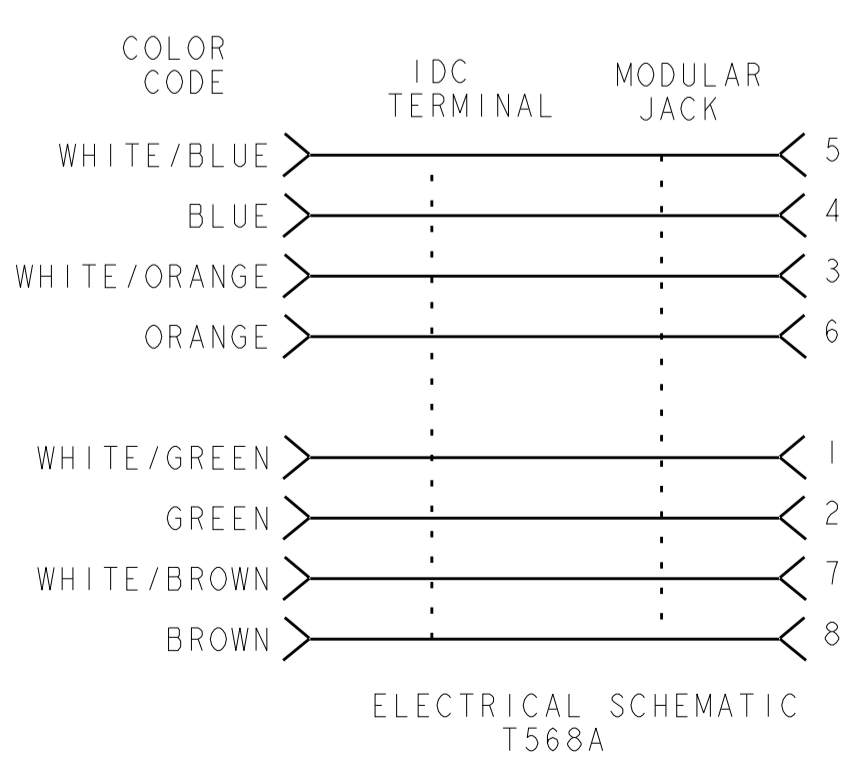 COLOR
CODE
IDC
TERMINAL
MODULAR
JACK
WHITE/BLUE 5
BLUE 4
WHITE/ORANGE 3
ORANGE 6
WHITE/GREEN 1
GREEN 2
WHITE/BROWN 7
BROWN 8
ELECTRICAL SCHEMATIC
T568A